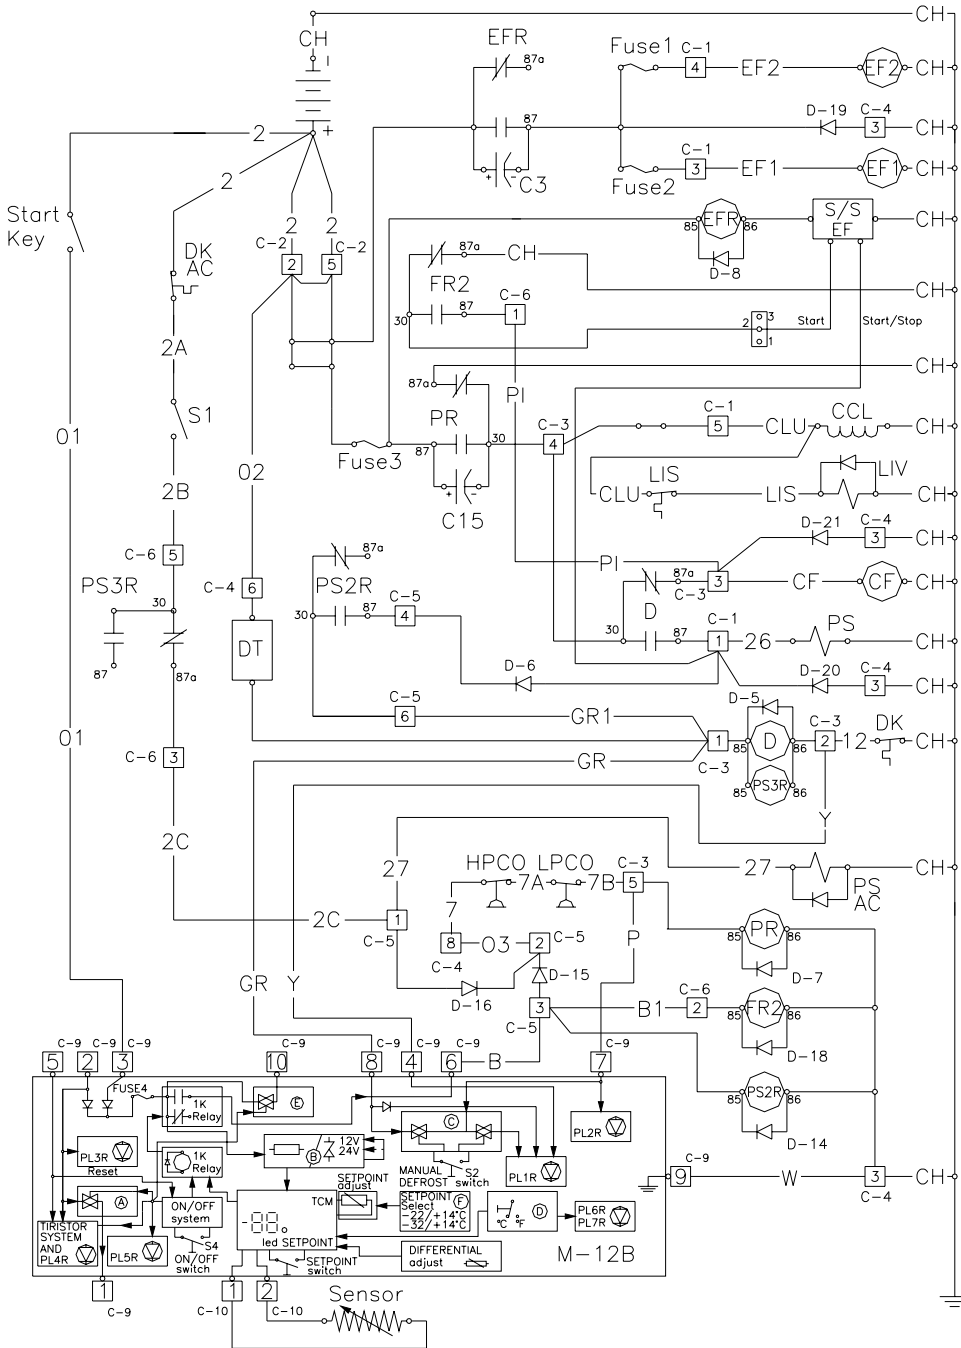 CH
CH
EFR
87a
Fuse1
C-1
4
EF2
EF2
CH
+
2
87
D-19
C-4
3
CH
2
+
C3
Fuse2
C-1
3
EF1
EF1
CH
Start
Key
2
2
C-2
C-2
2
5
EFR
85
86
D-8
S/S
EF
CH
DK
AC
87a
CH
FR2
C-6
87
1
30
CH
2
3
1
Start
Start/Stop
2A
CH
87a
PI
S1
PR
C-1
O1
87
30
C-3
4
5
CLU
CCL
CH
Fuse3
O2
LIS
LIV
2B
+
C15
CLU
LIS
CH
D-21
C-4
3
CH
C-6
5
87a
PI
PS3R
C-4
6
PS2R
87a
C-3
3
CF
CF
CH
30
C-5
D
30
87
4
30
87
C-1
1
26
PS
CH
DT
87
87a
D-6
D-20
C-4
3
CH
C-5
6
GR1
D-5
O1
C-3
DK
1
85
D
86
2
12
CH
C-6
3
GR
C-3
85
PS3R
86
Y
2C
27
HPCO
LPCO
C-3
27
CH
7A
7B
5
PS
AC
7
2C
1
C-5
8
O3
2
C-5
P
85
PR
86
C-4
D-7
GR
Y
D-15
D-16
3
C-5
B1
C-6
2
85
FR2
86
D-18
C-9
C-9
C-9
C-9
C-9
C-9
C-9
C-9
5
2
3
10
8
4
6
B
7
85
PS2R
86
D-14
FUSE4
1K
Relay
E
C
PL2R
PL3R
Reset
1K
Relay
B
12V
24V
MANUAL
DEFROST
S2
switch
PL1R
C-9
9
W
3
C-4
CH
A
ON/OFF
system
SETPOINT
adjust
TCM
SETPOINT
Select
F
-22/+14°C
-32/+14°C
°C
°F
D
PL6R
PL7R
TIRISTOR
SYSTEM
AND
PL4R
PL5R
S4
ON/OFF
switch
-88.
led SETPOINT
SETPOINT
switch
DIFFERENTIAL
adjust
M-12B
1
C-9
1
C-10
2
C-10
Sensor